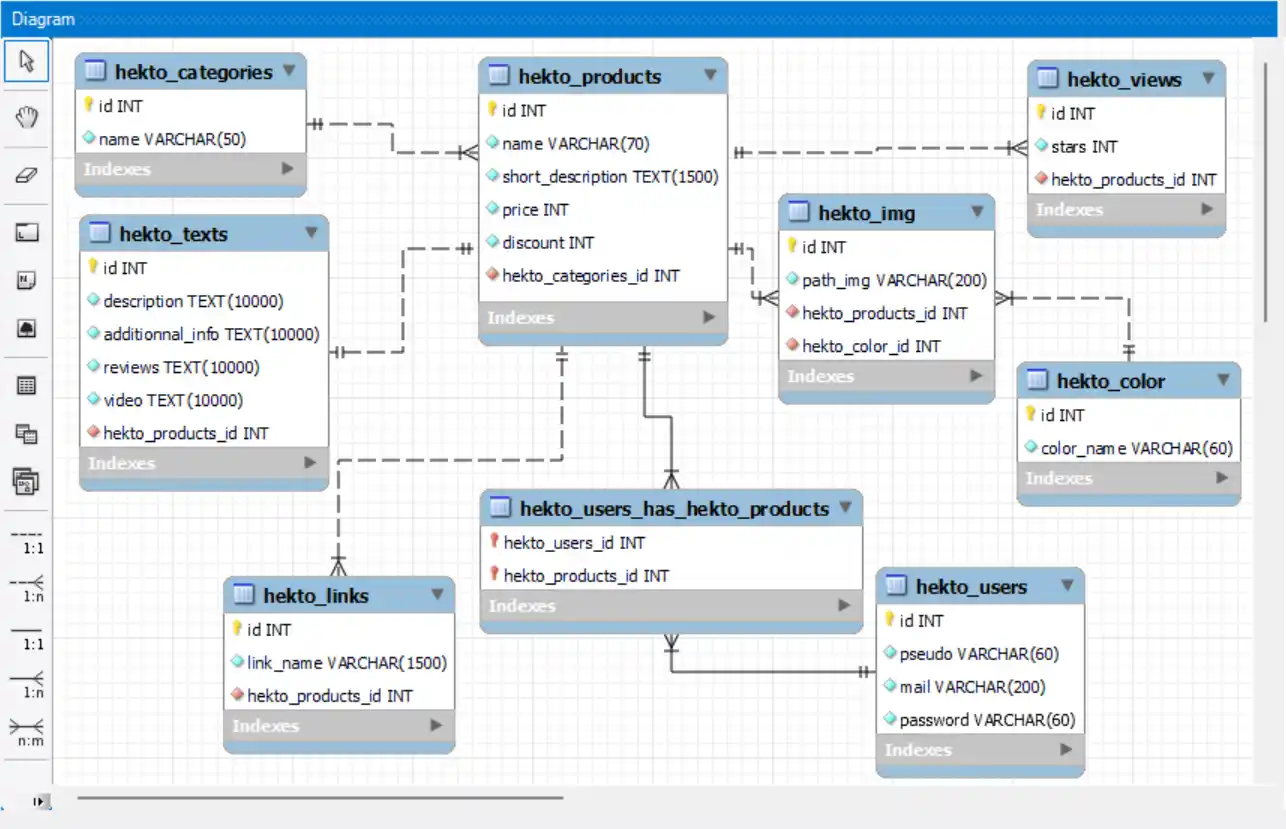 Diagram
hekto_categories
id INT
name VARCHAR(50)
Indexes
hekto_products
id INT
name VARCHAR(70)
short_description TEXT(1500)
price INT
discount INT
hekto_categories_id INT
Indexes
hekto_views
id INT
stars INT
hekto_products_id INT
Indexes
hekto_texts
id INT
description TEXT(10000)
additionnal_info TEXT(10000)
reviews TEXT(10000)
video TEXT(10000)
hekto_products_id INT
Indexes
hekto_img
id INT
path_img VARCHAR(200)
hekto_products_id INT
hekto_color_id INT
Indexes
hekto_color
id INT
color_name VARCHAR(60)
Indexes
hekto_users_has_hekto_products
hekto_users_id INT
hekto_products_id INT
Indexes
hekto_links
id INT
link_name VARCHAR(1500)
hekto_products_id INT
Indexes
hekto_users
id INT
pseudo VARCHAR(60)
mail VARCHAR(200)
password VARCHAR(60)
Indexes
1:1
1:n
1:1
1:n
n:m